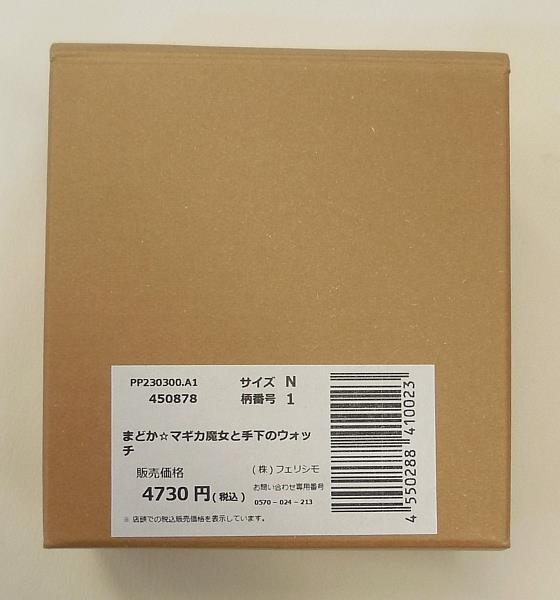 PP230300.A1 サイズ N
450878 柄番号 1
まどか☆マギカ魔女と手下のウォッ
チ
販売価格 (株)フェリシモ
4730円(税込) お問い合わせ専用番号
0570-024-213
※店頭での税込販売価格を表示しています。
4 550288 410023